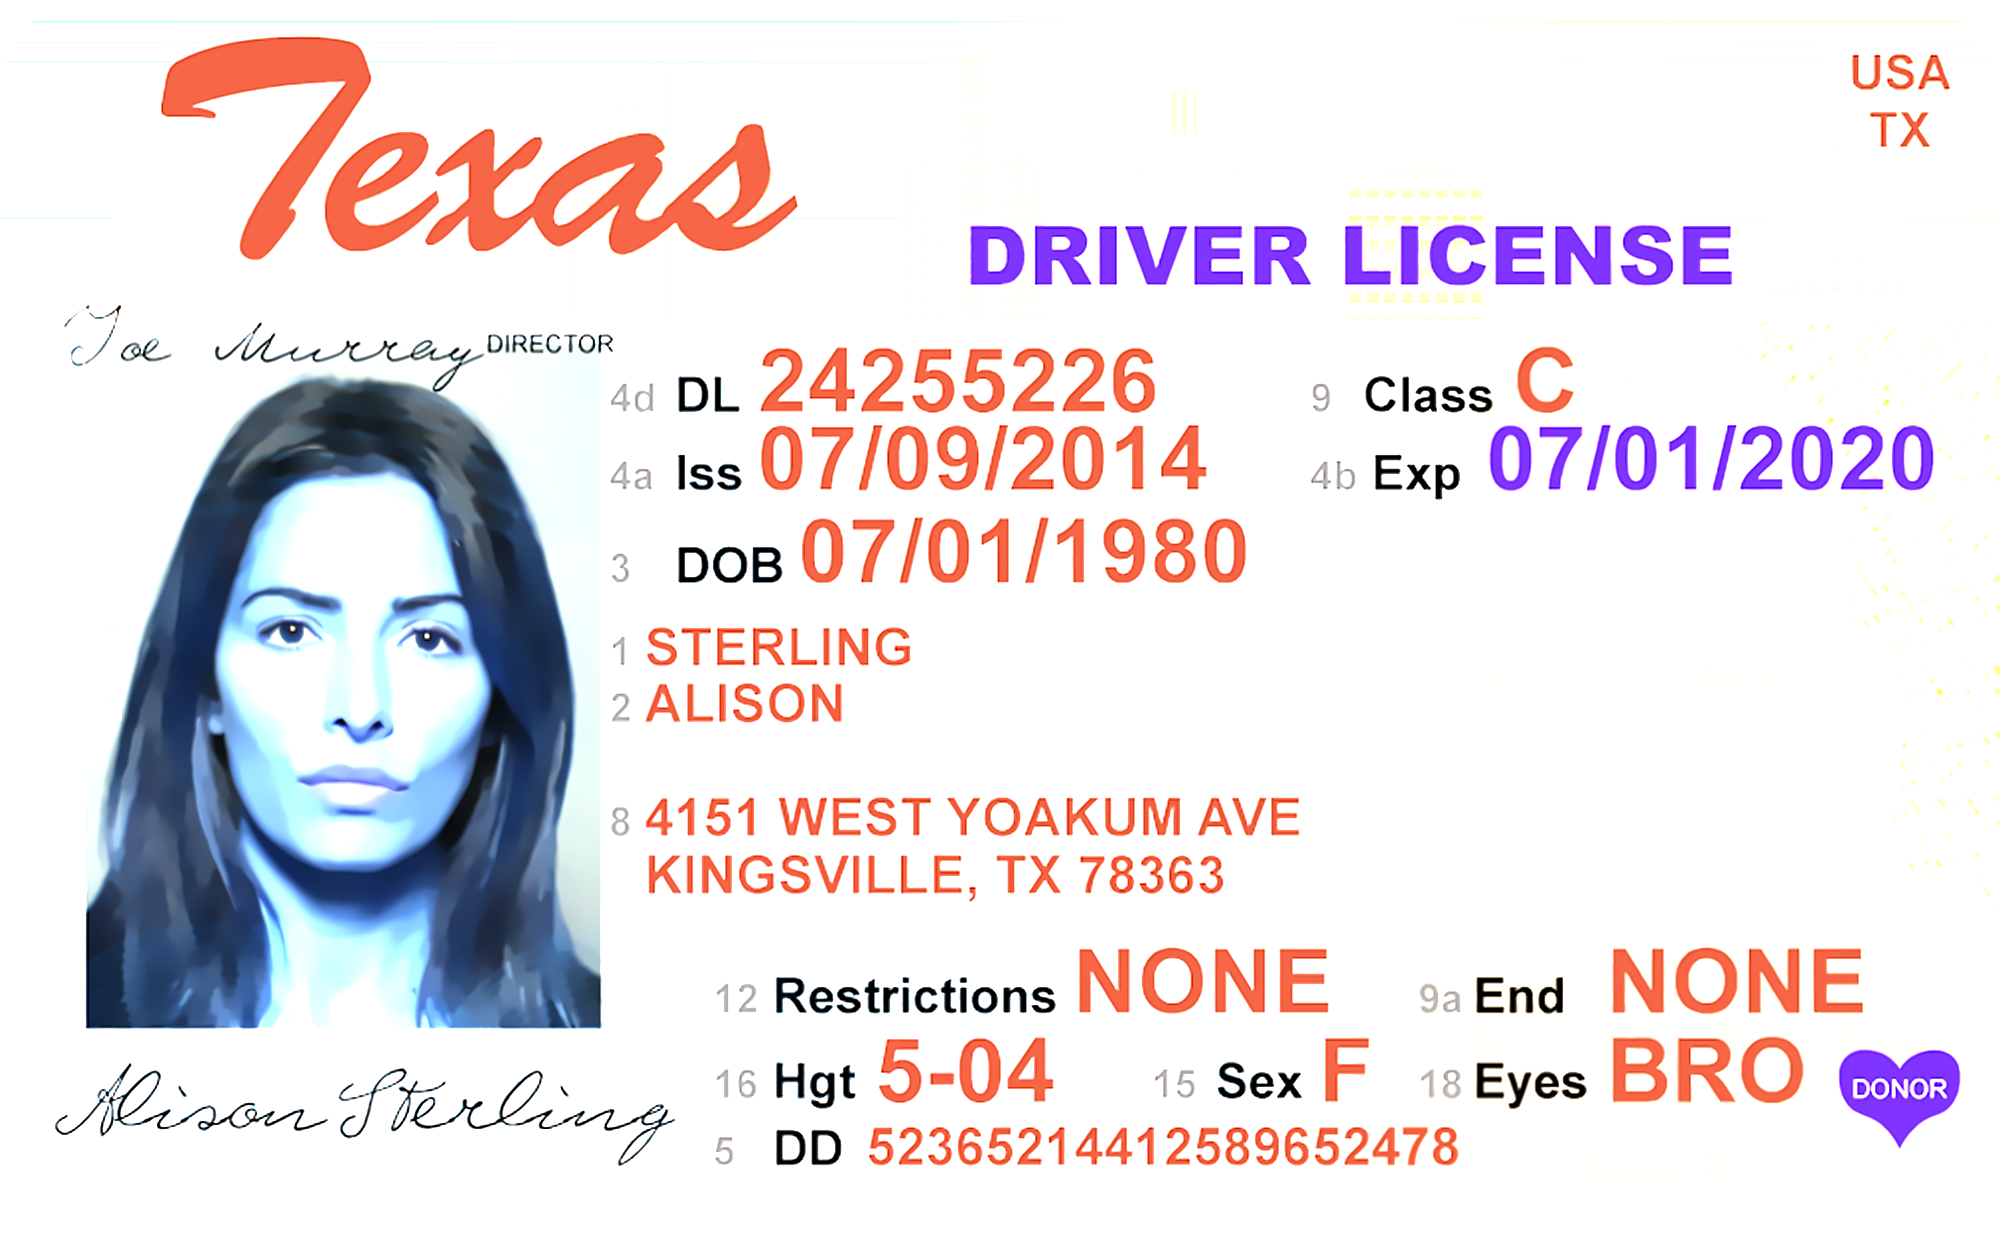 Texas
USA
TX
DRIVER LICENSE
Joe Murray DIRECTOR
4d DL 24255226 9 Class C
4a Iss 07/09/2014 4b Exp 07/01/2020
3 DOB 07/01/1980
1 STERLING
2 ALISON
8 4151 WEST YOAKUM AVE
KINGSVILLE, TX 78363
12 Restrictions NONE 9a End NONE
16 Hgt 5-04 15 Sex F 18 Eyes BRO DONOR
5 DD 52365214412589652478
Alison Sterling